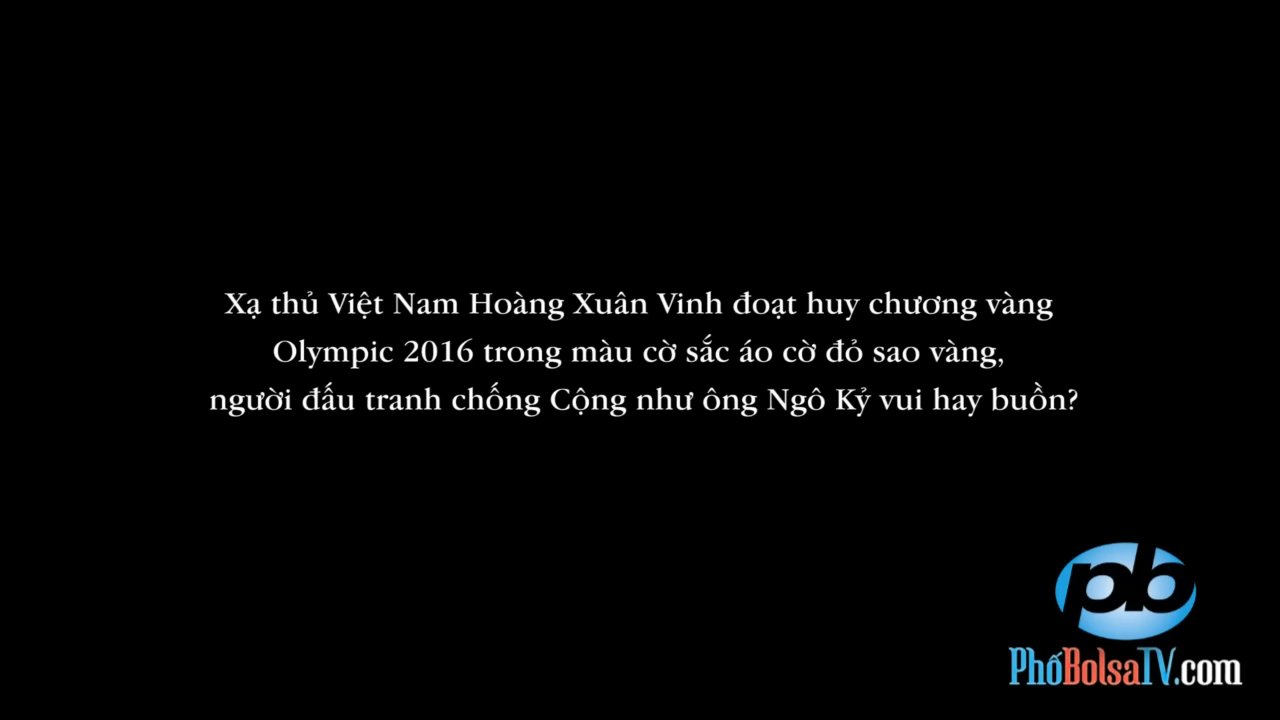 Xạ thủ Việt Nam Hoàng Xuân Vinh đoạt huy chương vàng
Olympic 2016 trong màu cờ sắc áo cờ đỏ sao vàng,
người đấu tranh chống Cộng như ông Ngô Kỷ vui hay buồn?
pb
PhốBolsaTV.com